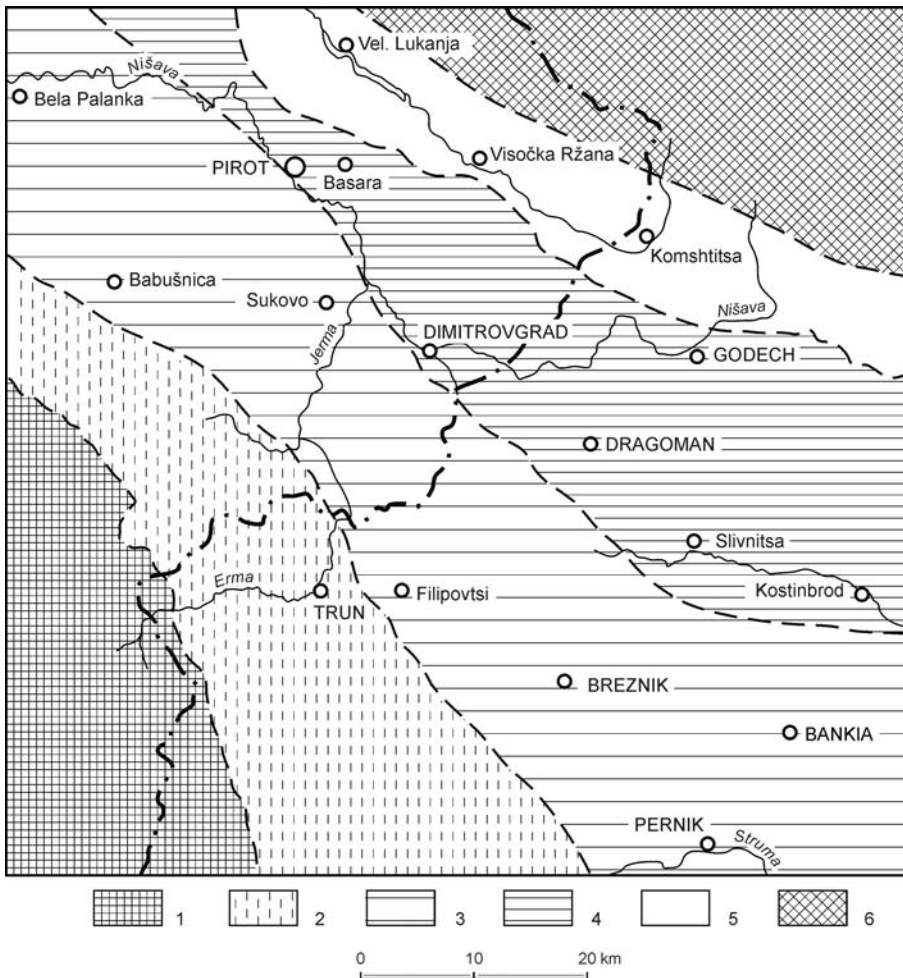 Vel. Lukanja
Nišava
Bela Palanka
Visočka Ržana
PIROT
Basara
Komshtitsa
Babušnica
Sukovo
Nišava
Jerma
DIMITROVGRAD
GODECH
DRAGOMAN
Slivnitsa
Erma
TRUN
Filipovtsi
Kostinbrod
BREZNIK
BANKIA
PERNIK
Struma
1 2 3 4 5 6
0 10 20 km